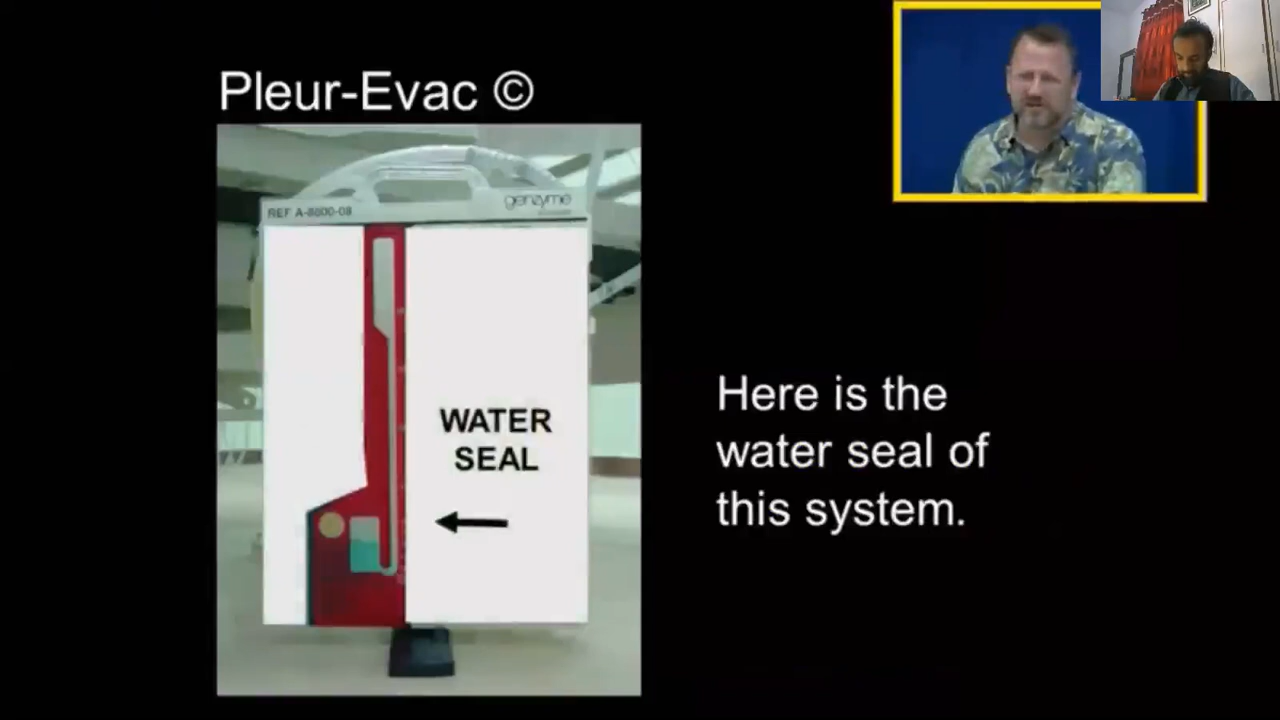 Pleur-Evac ©
REF A-8000-08
genzyme
WATER
SEAL
Here is the
water seal of
this system.